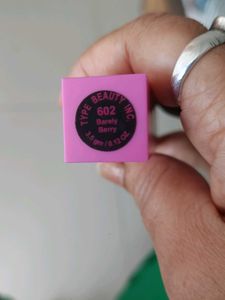 TYPE BEAUTY INC.
602
Barely
Berry
3.5 gm / 0.12 OZ.